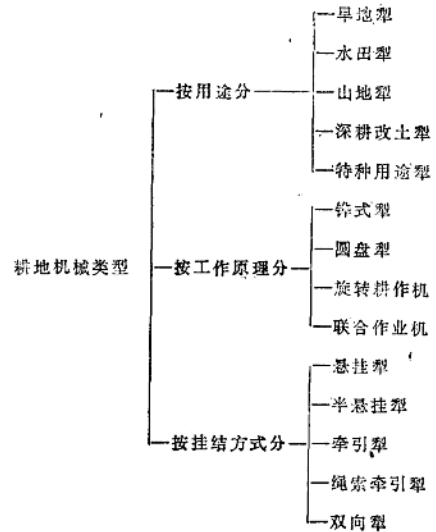 旱地犁
水田犁
按用途分
山地犁
深耕改土犁
特种用途犁
铧式犁
圆盘犁
耕地机械类型
按工作原理分
旋转耕作机
联合作业机
悬挂犁
半悬挂犁
按挂结方式分
牵引犁
绳索牵引犁
双向犁